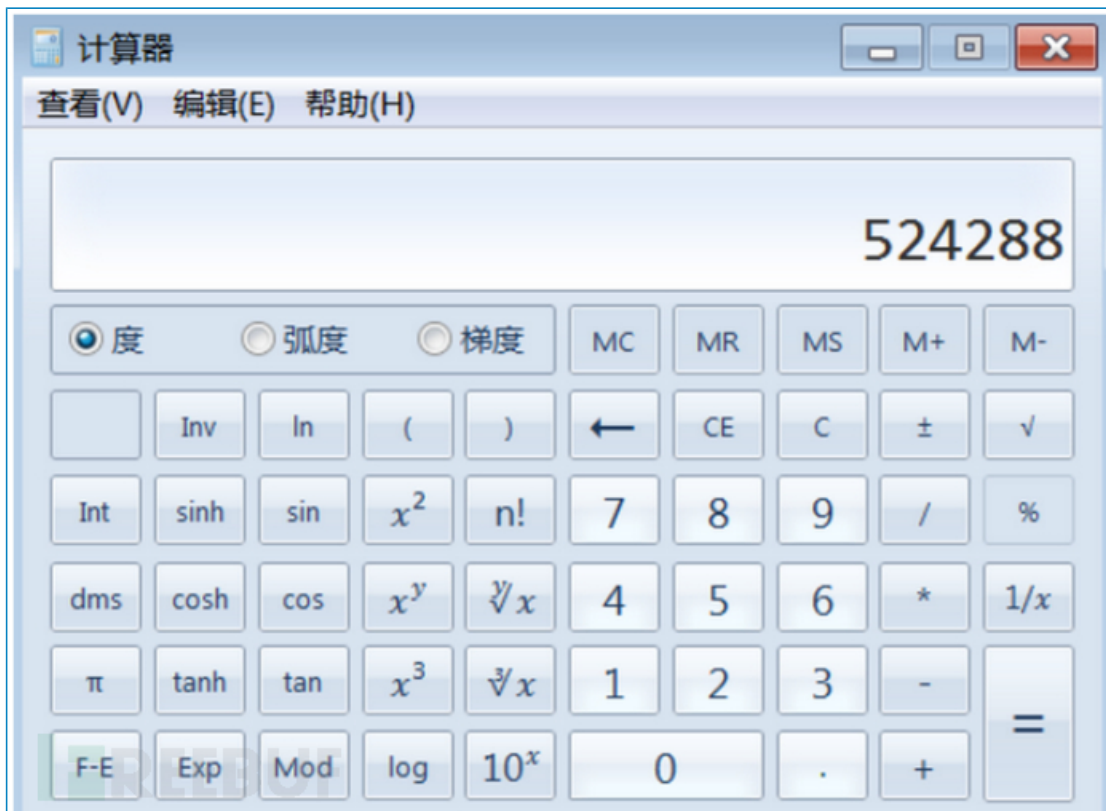 计算器
查看(V) 编辑(E) 帮助(H)
524288
度 弧度 梯度 MC MR MS M+ M-
Inv ln ( ) ← CE C ± √
Int sinh sin x² n! 7 8 9 / %
dms cosh cos xʸ ʸ√x 4 5 6 * 1/x
π tanh tan x³ ³√x 1 2 3 - =
F-E Exp Mod log 10ˣ 0 . +
REEBUF